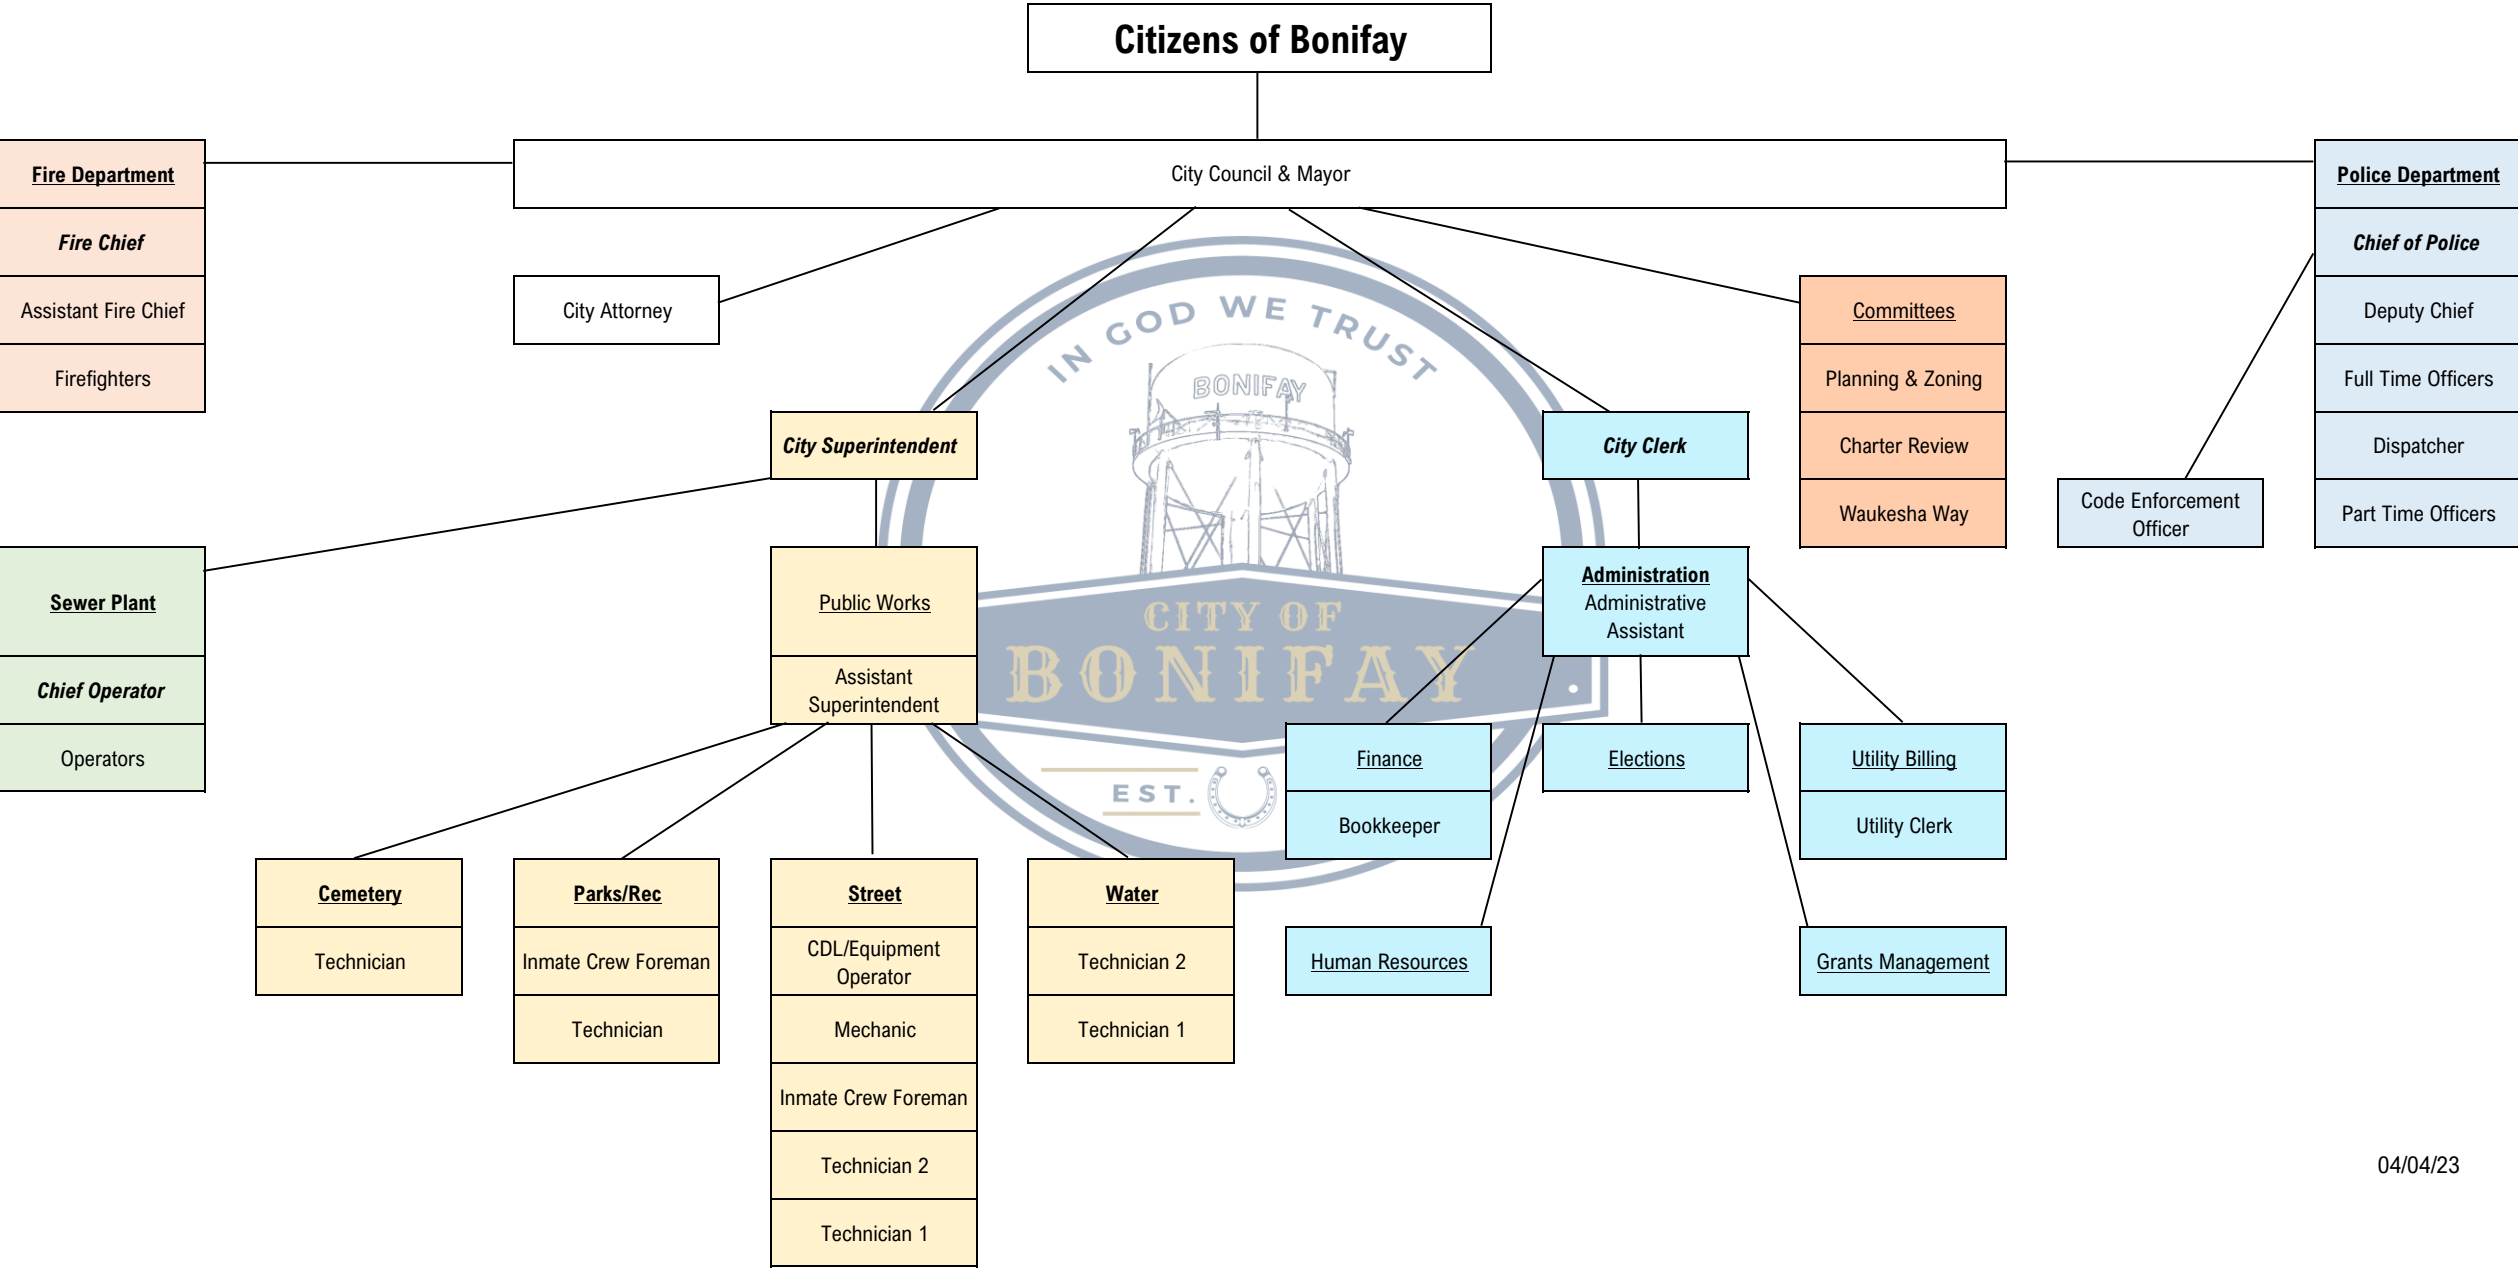 Citizens of Bonifay
Fire Department
City Council & Mayor
Police Department
Fire Chief
Chief of Police
Assistant Fire Chief
City Attorney
Committees
Deputy Chief
Firefighters
Planning & Zoning
Full Time Officers
IN GOD WE TRUST
BONIFAY
City Superintendent
City Clerk
Charter Review
Dispatcher
Waukesha Way
Code Enforcement
Officer
Part Time Officers
Sewer Plant
Public Works
Administration
Administrative
Assistant
CITY OF
BONIFAY
Chief Operator
Assistant
Superintendent
Operators
Finance
Elections
Utility Billing
EST.
Bookkeeper
Utility Clerk
Cemetery
Parks/Rec
Street
Water
Technician
Inmate Crew Foreman
CDL/Equipment
Operator
Technician 2
Human Resources
Grants Management
Technician
Mechanic
Technician 1
Inmate Crew Foreman
Technician 2
04/04/23
Technician 1